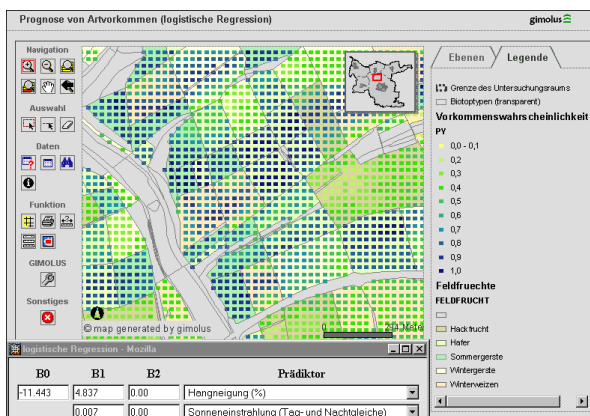 Prognose von Artvorkommen (logistische Regression)
gimolus
Navigation
Auswahl
Daten
Funktion
GIMOLUS
Sonstiges
© map generated by gimolus
0 294 Mete
Ebenen
Legende
Grenze des Untersuchungsraums
Biotoptypen (transparent)
Vorkommenswahrscheinlichkeit
PY
0,0 - 0,1
0,2
0,3
0,4
0,5
0,6
0,7
0,8
0,9
1,0
Feldfruechte
FELDFRUCHT
Hackfrucht
Hafer
Sommergerste
Wintergerste
Winterweizen
logistische Regression - Mozilla
B0 B1 B2 Prädiktor
-11.443 4.837 0.00 Hangneigung (%)
0.007 0.00 Sonneneinstrahlung (Tag- und Nachtgleiche)